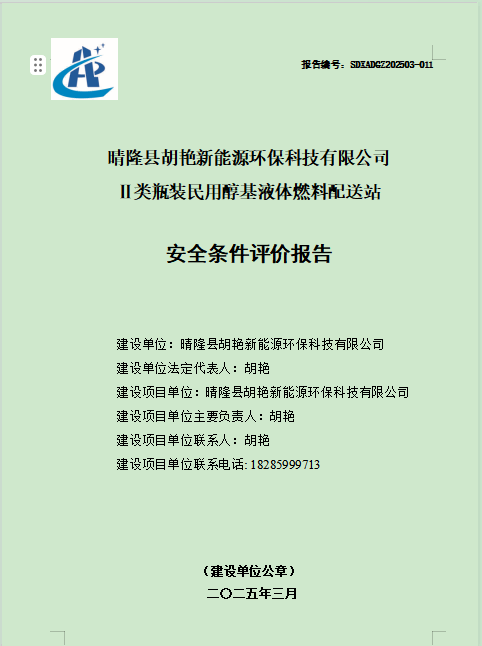 报告编号：SDXADGZ202503-011
晴隆县胡艳新能源环保科技有限公司
Ⅱ类瓶装民用醇基液体燃料配送站
安全条件评价报告
建设单位：晴隆县胡艳新能源环保科技有限公司
建设单位法定代表人：胡艳
建设项目单位：晴隆县胡艳新能源环保科技有限公司
建设项目单位主要负责人：胡艳
建设项目单位联系人：胡艳
建设项目单位联系电话: 18285999713
（建设单位公章）
二〇二五年三月